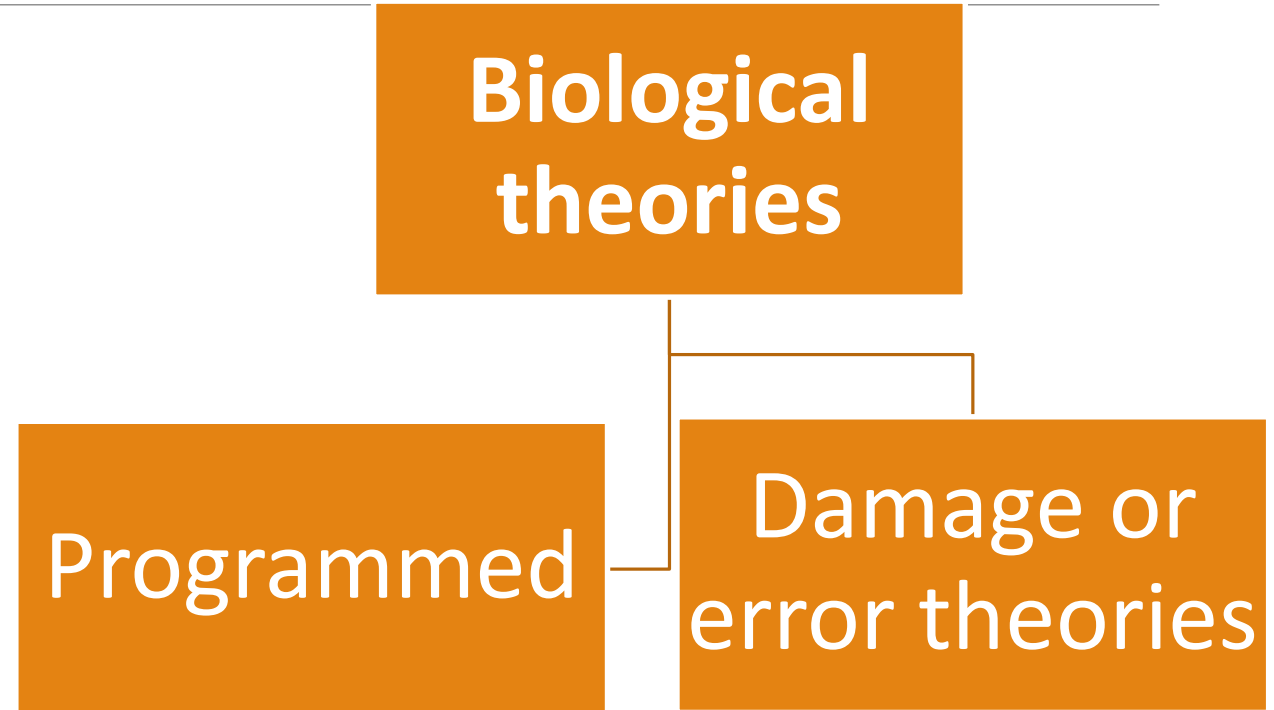 Biological
theories
Programmed
Damage or
error theories